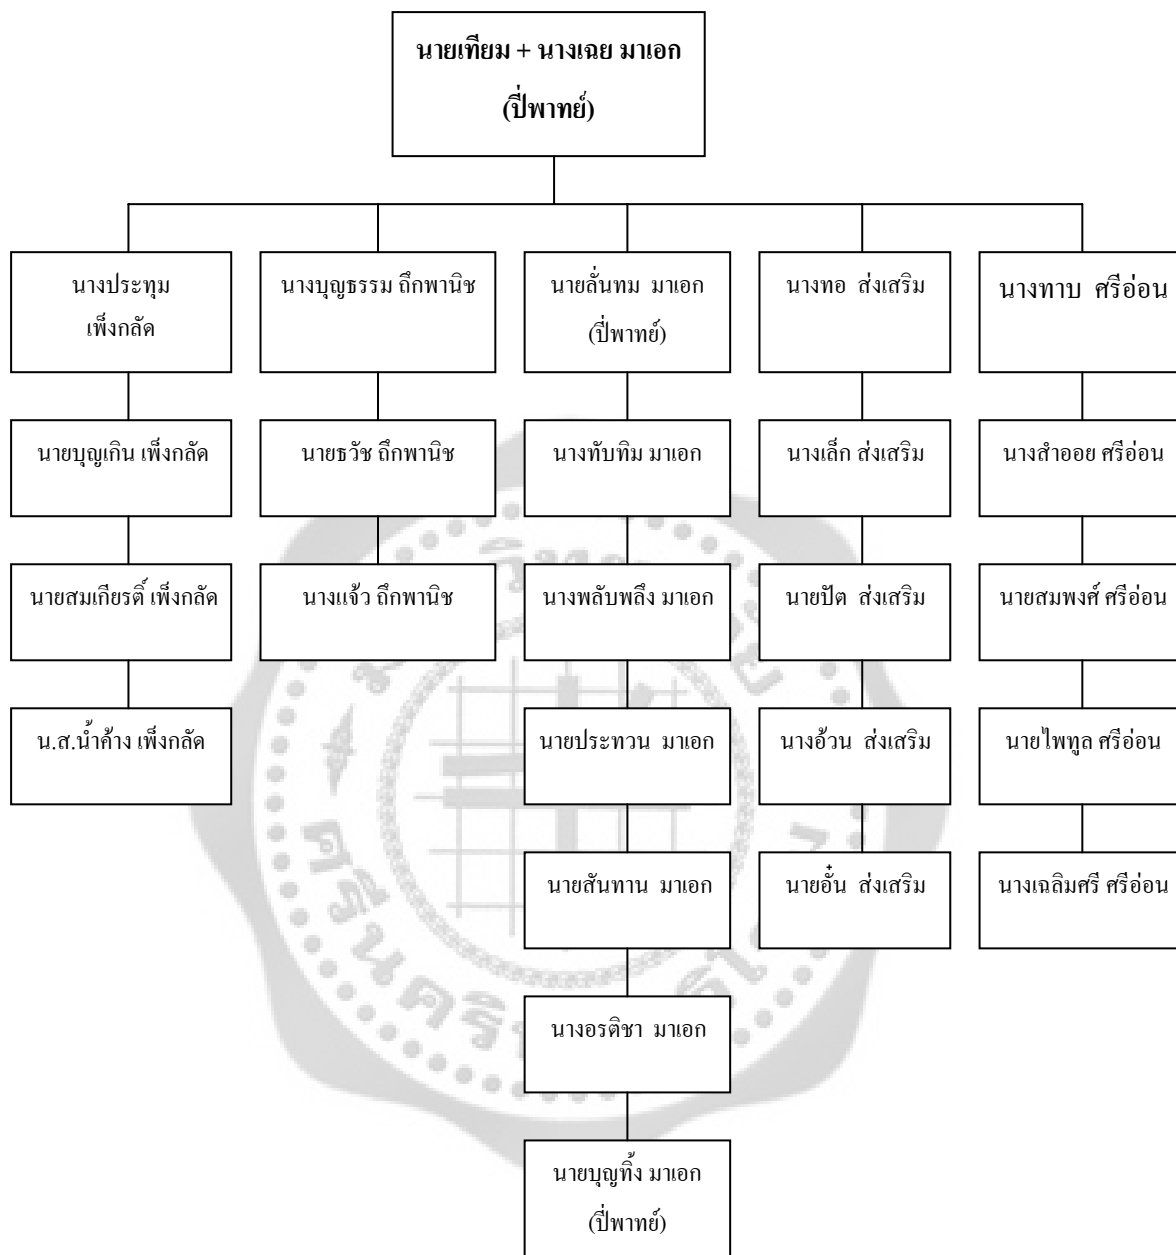 นายเทียม + นางเฉย มาเอก
(ปี่พาทย์)
นางประทุม
เพ็งกลัด
นางบุญธรรม ถึกพานิช
นายลั่นทม มาเอก
(ปี่พาทย์)
นางทอ ส่งเสริม
นางทาบ ศรีอ่อน
นายบุญเกิน เพ็งกลัด
นายธวัช ถึกพานิช
นางทับทิม มาเอก
นางเล็ก ส่งเสริม
นางสำออย ศรีอ่อน
นายสมเกียรติ์ เพ็งกลัด
นางแจ้ว ถึกพานิช
นางพลับพลึง มาเอก
นายปัต ส่งเสริม
นายสมพงศ์ ศรีอ่อน
น.ส.น้ำค้าง เพ็งกลัด
นายประทวน มาเอก
นางอ้วน ส่งเสริม
นายไพทูล ศรีอ่อน
นายสันทาน มาเอก
นายอั๋น ส่งเสริม
นางเฉลิมศรี ศรีอ่อน
นางอรติชา มาเอก
นายบุญทิ้ง มาเอก
(ปี่พาทย์)